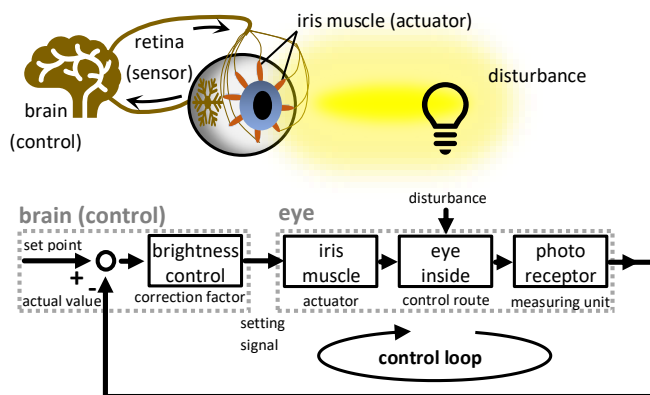 iris muscle (actuator)
retina
(sensor)
disturbance
brain
(control)
disturbance
brain (control)
eye
set point
+
-
actual value
brightness
control
correction factor
iris
muscle
actuator
eye
inside
control route
photo
receptor
measuring unit
setting
signal
control loop